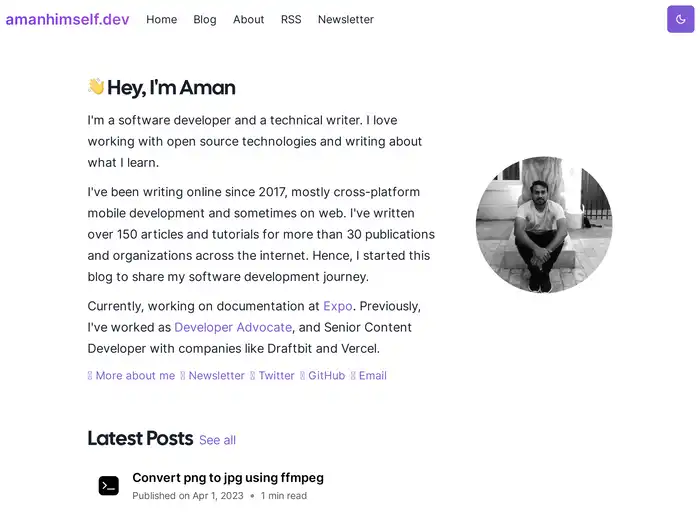 amanhimself.dev Home Blog About RSS Newsletter
👋 Hey, I'm Aman
I'm a software developer and a technical writer. I love
working with open source technologies and writing about
what I learn.
I've been writing online since 2017, mostly cross-platform
mobile development and sometimes on web. I've written
over 150 articles and tutorials for more than 30 publications
and organizations across the internet. Hence, I started this
blog to share my software development journey.
Currently, working on documentation at Expo. Previously,
I've worked as Developer Advocate, and Senior Content
Developer with companies like Draftbit and Vercel.
More about me Newsletter Twitter GitHub Email
Latest Posts See all
Convert png to jpg using ffmpeg
Published on Apr 1, 2023 • 1 min read